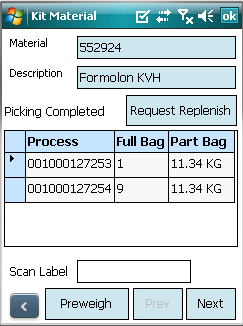 Kit Material ok
Material 552924
Description Formolon KVH
Picking Completed Request Replenish
Process Full Bag Part Bag
001000127253 1 11.34 KG
001000127254 9 11.34 KG
Scan Label
< Preweigh Prev Next